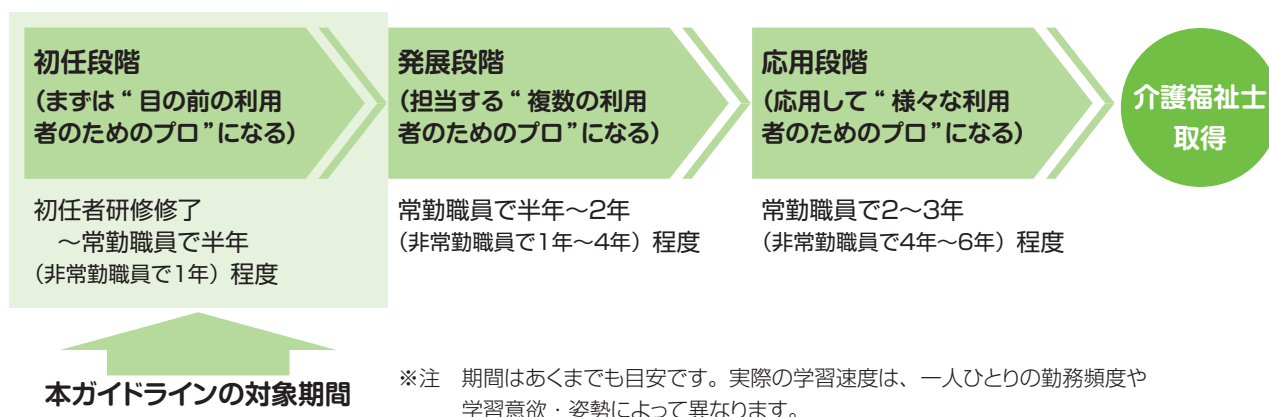 初任段階
(まずは“目の前の利用
者のためのプロ”になる)
初任者研修修了
～常勤職員で半年
(非常勤職員で1年)程度
発展段階
(担当する“複数の利用
者のためのプロ”になる)
常勤職員で半年～2年
(非常勤職員で1年～4年)程度
応用段階
(応用して“様々な利用
者のためのプロ”になる)
常勤職員で2～3年
(非常勤職員で4年～6年)程度
介護福祉士
取得
本ガイドラインの対象期間
※注　期間はあくまでも目安です。実際の学習速度は、一人ひとりの勤務頻度や
学習意欲・姿勢によって異なります。